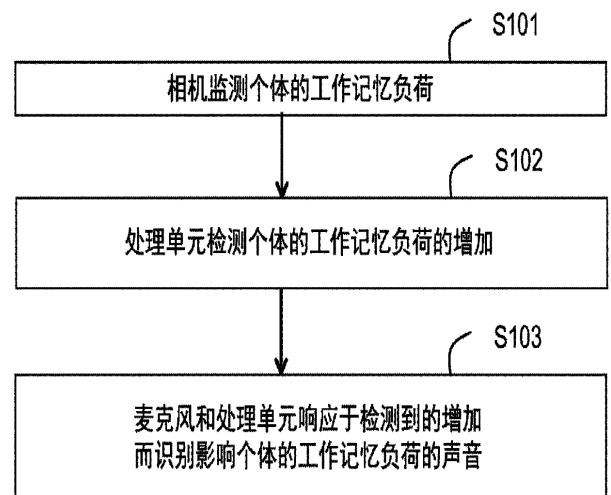 S101
相机监测个体的工作记忆负荷
S102
处理单元检测个体的工作记忆负荷的增加
S103
麦克风和处理单元响应于检测到的增加
而识别影响个体的工作记忆负荷的声音